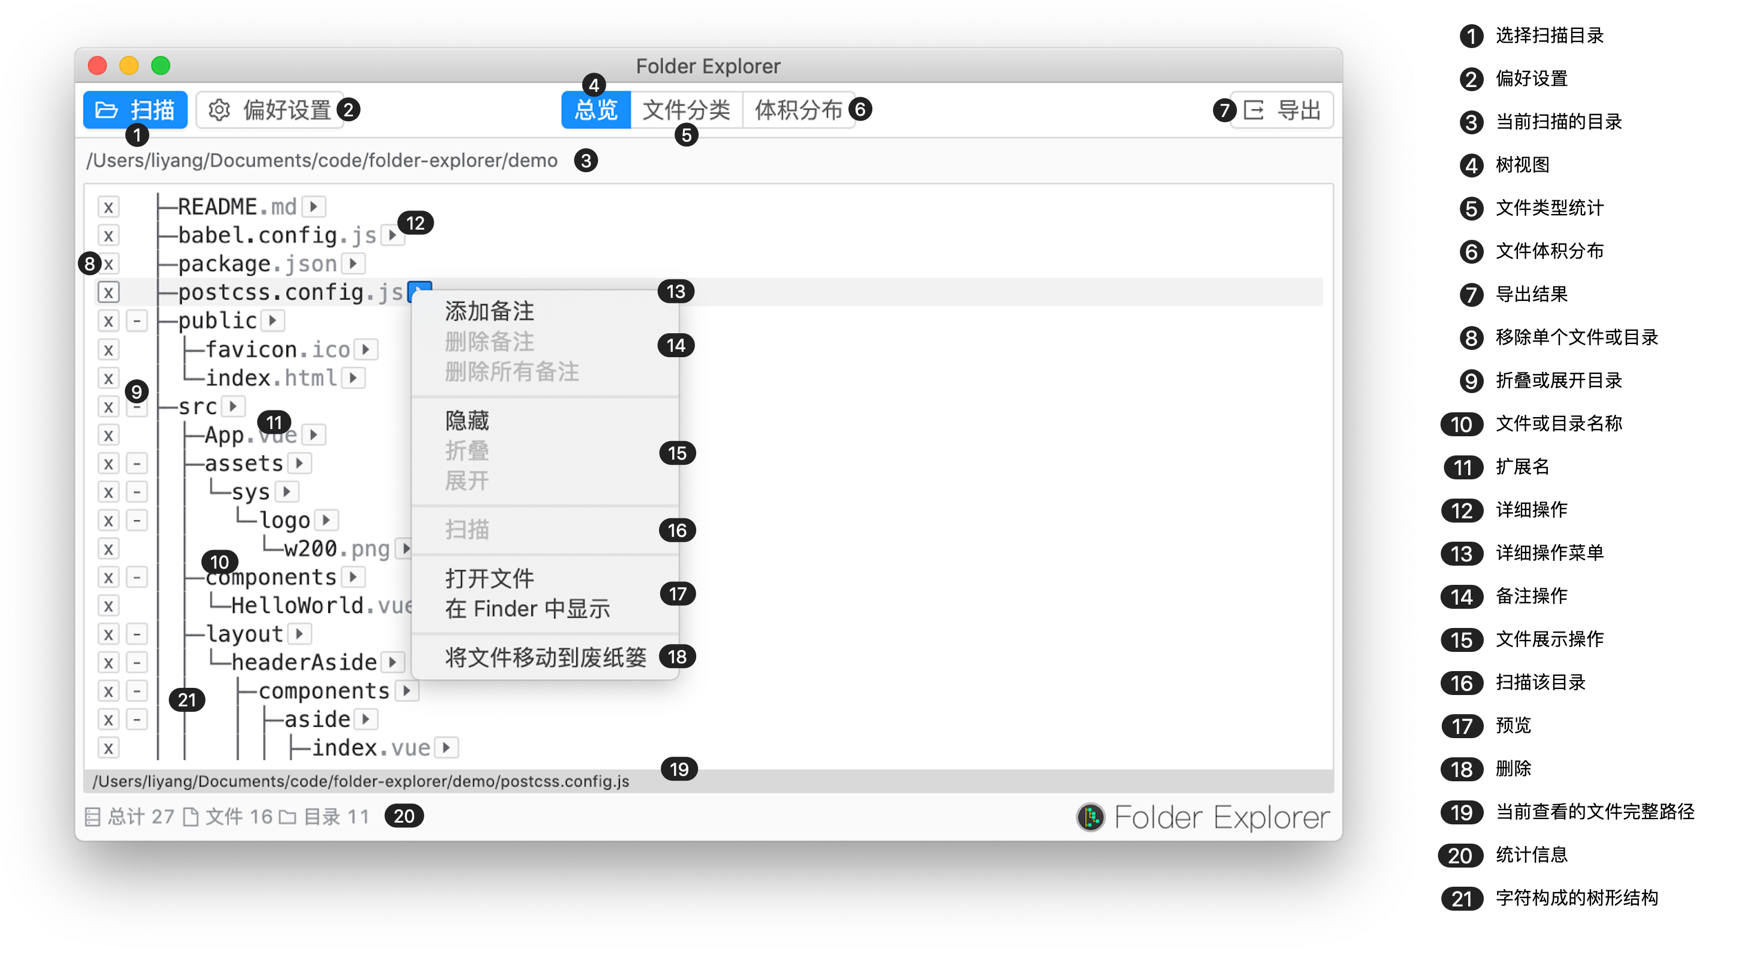 Folder Explorer
4
扫描 偏好设置 2 总览 文件分类 体积分布 6 7 导出
1 5
/Users/liyang/Documents/code/folder-explorer/demo 3
x ├─README.md
12
x ├─babel.config.js
8 x ├─package.json
x ├─postcss.config.js
x - ├─public
x │ ├─favicon.ico
x │ └─index.html
9
x - ├─src
11
x │ ├─App.vue
x - │ ├─assets
x - │ │ └─sys
x - │ │ └─logo
x │ │ └─w200.png
10
x - │ ├─components
x │ │ └─HelloWorld.vue
x - │ ├─layout
x - │ │ └─headerAside
x - │ │ ├─components
21
x - │ │ │ ├─aside
x │ │ │ │ ├─index.vue
13
添加备注
删除备注 14
删除所有备注
隐藏
折叠 15
展开
扫描 16
打开文件
17
在 Finder 中显示
将文件移动到废纸篓 18
/Users/liyang/Documents/code/folder-explorer/demo/postcss.config.js 19
总计 27 文件 16 目录 11 20 Folder Explorer
1 选择扫描目录
2 偏好设置
3 当前扫描的目录
4 树视图
5 文件类型统计
6 文件体积分布
7 导出结果
8 移除单个文件或目录
9 折叠或展开目录
10 文件或目录名称
11 扩展名
12 详细操作
13 详细操作菜单
14 备注操作
15 文件展示操作
16 扫描该目录
17 预览
18 删除
19 当前查看的文件完整路径
20 统计信息
21 字符构成的树形结构